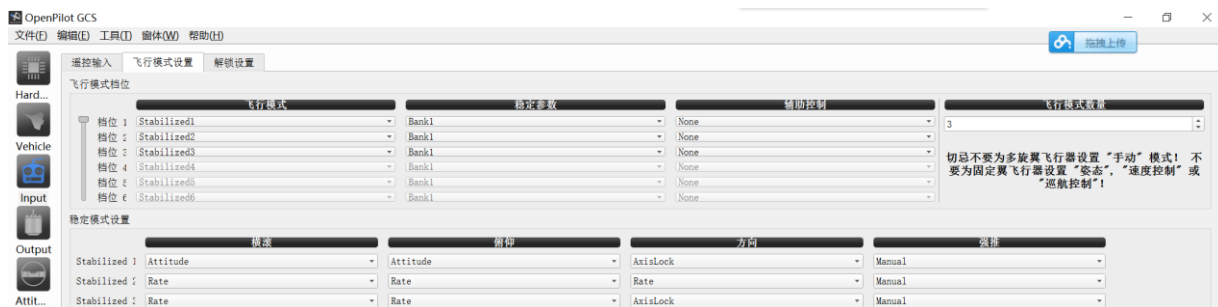 OpenPilot GCS
文件(F) 编辑(E) 工具(T) 窗体(W) 帮助(H)
拖拽上传
遥控输入 飞行模式设置 解锁设置
飞行模式档位
Hard...
飞行模式 稳定参数 辅助控制 飞行模式数量
档位 1 Stabilized1 Bank1 None 3
档位 2 Stabilized2 Bank1 None
Vehicle
档位 3 Stabilized3 Bank1 None
切忌不要为多旋翼飞行器设置 "手动" 模式! 不
档位 4 Stabilized4 Bank1 None
要为固定翼飞行器设置 "姿态", "速度控制" 或
档位 5 Stabilized5 Bank1 None
"巡航控制"!
档位 6 Stabilized6 Bank1 None
Input
稳定模式设置
横滚 俯仰 方向 强推
Output
Stabilized 1 Attitude Attitude AxisLock Manual
Stabilized 2 Rate Rate Rate Manual
Stabilized 3 Rate Rate AxisLock Manual
Attit...